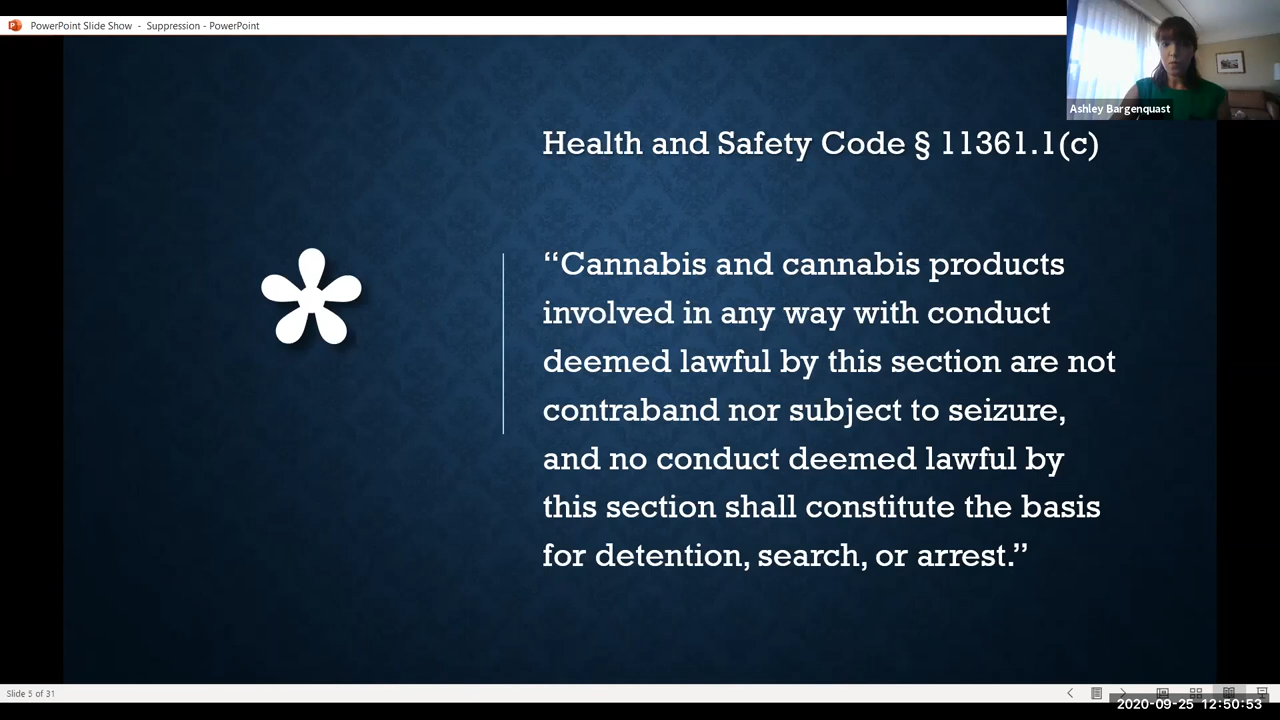 PowerPoint Slide Show - Suppression - PowerPoint
Ashley Bargenquast
Health and Safety Code § 11361.1(c)
*
“Cannabis and cannabis products
involved in any way with conduct
deemed lawful by this section are not
contraband nor subject to seizure,
and no conduct deemed lawful by
this section shall constitute the basis
for detention, search, or arrest.”
Slide 5 of 31
2020-09-25 12:50:53